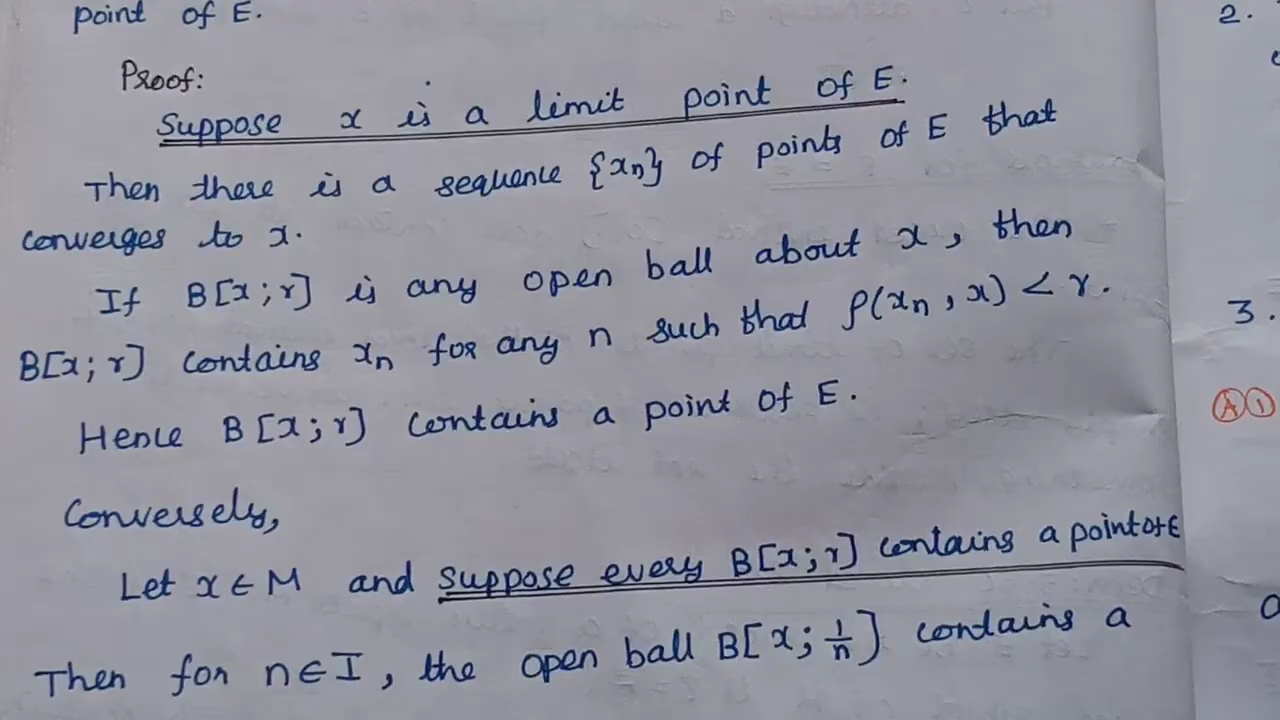 point of E.
Proof:
Suppose x is a limit point of E.
Then there is a sequence {xn} of points of E that
converges to x.
If B[x;r] is any open ball about x, then
B[x;r] contains xn for any n such that ρ(xn, x) < r.
Hence B[x;r] contains a point of E.
Conversely,
Let x ∈ M and suppose every B[x;r] contains a point of E
Then for n ∈ I, the open ball B[x; 1/n] contains a
2.
3.
A 1